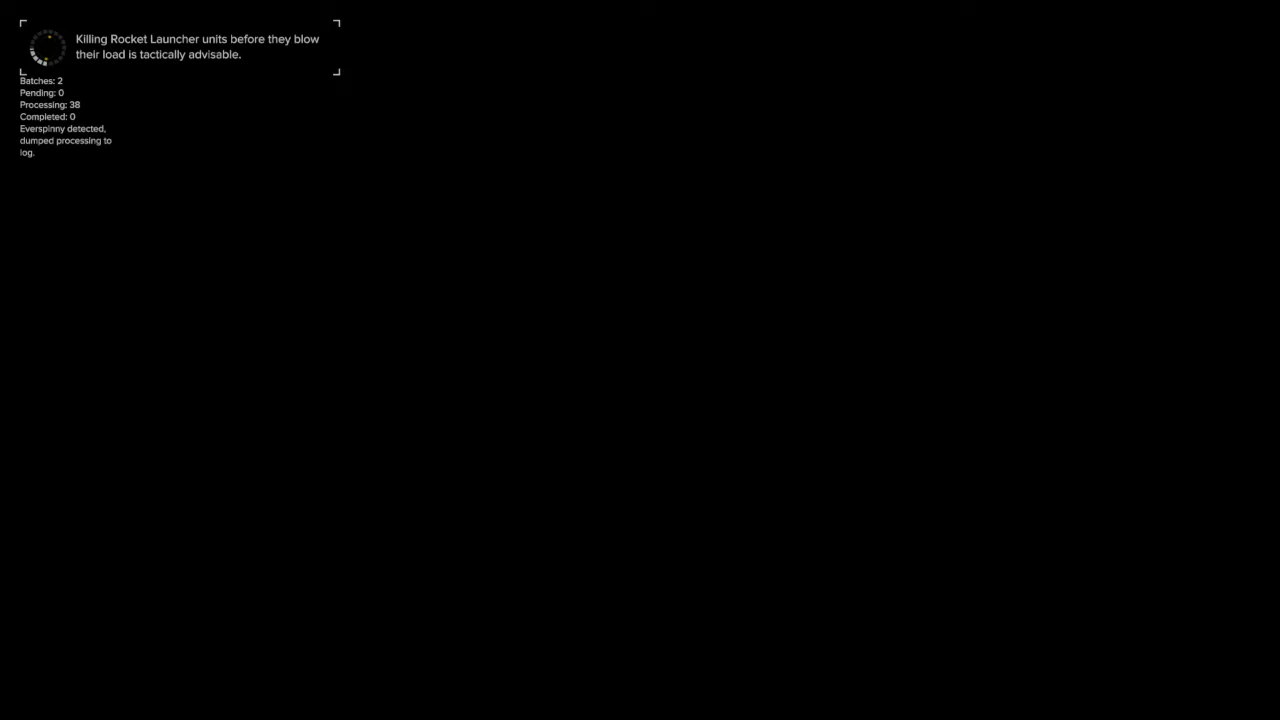 Killing Rocket Launcher units before they blow
their load is tactically advisable.
Batches: 2
Pending: 0
Processing: 38
Completed: 0
Everspinny detected,
dumped processing to
log.